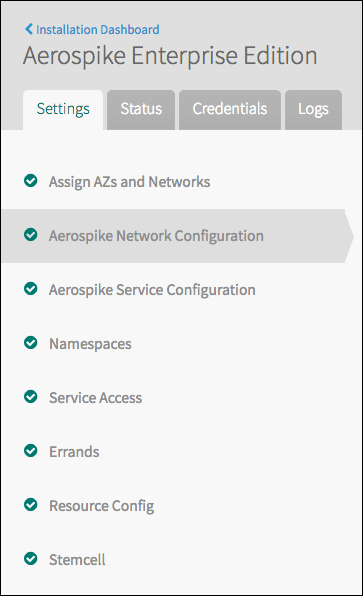 Installation Dashboard
Aerospike Enterprise Edition
Settings Status Credentials Logs
Assign AZs and Networks
Aerospike Network Configuration
Aerospike Service Configuration
Namespaces
Service Access
Errands
Resource Config
Stemcell